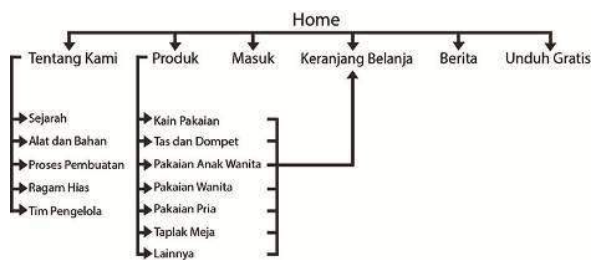 Home
Tentang Kami
Produk
Masuk
Keranjang Belanja
Berita
Unduh Gratis
Sejarah
Alat dan Bahan
Proses Pembuatan
Ragam Hias
Tim Pengelola
Kain Pakaian
Tas dan Dompet
Pakaian Anak Wanita
Pakaian Wanita
Pakaian Pria
Taplak Meja
Lainnya